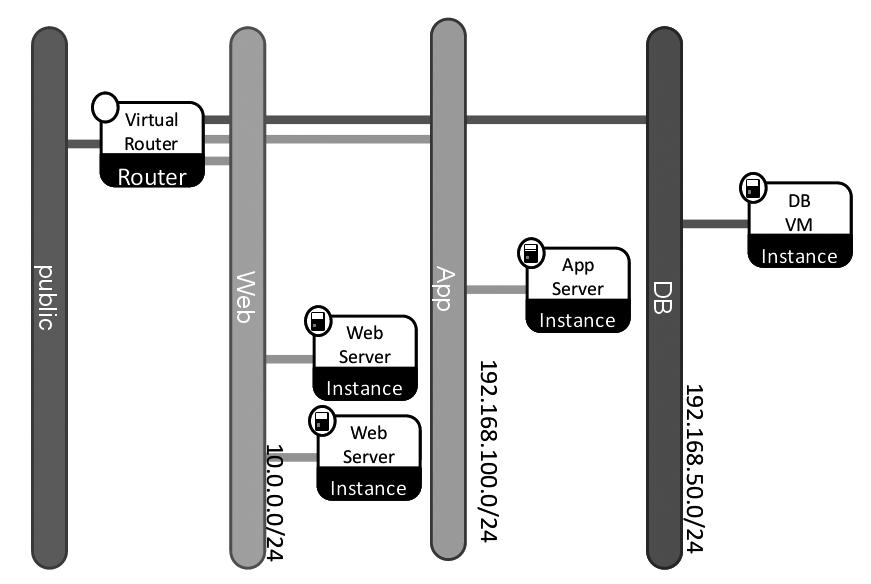 public
Virtual
Router
Router
Web
10.0.0.0/24
Web
Server
Instance
Web
Server
Instance
App
192.168.100.0/24
App
Server
Instance
DB
192.168.50.0/24
DB
VM
Instance